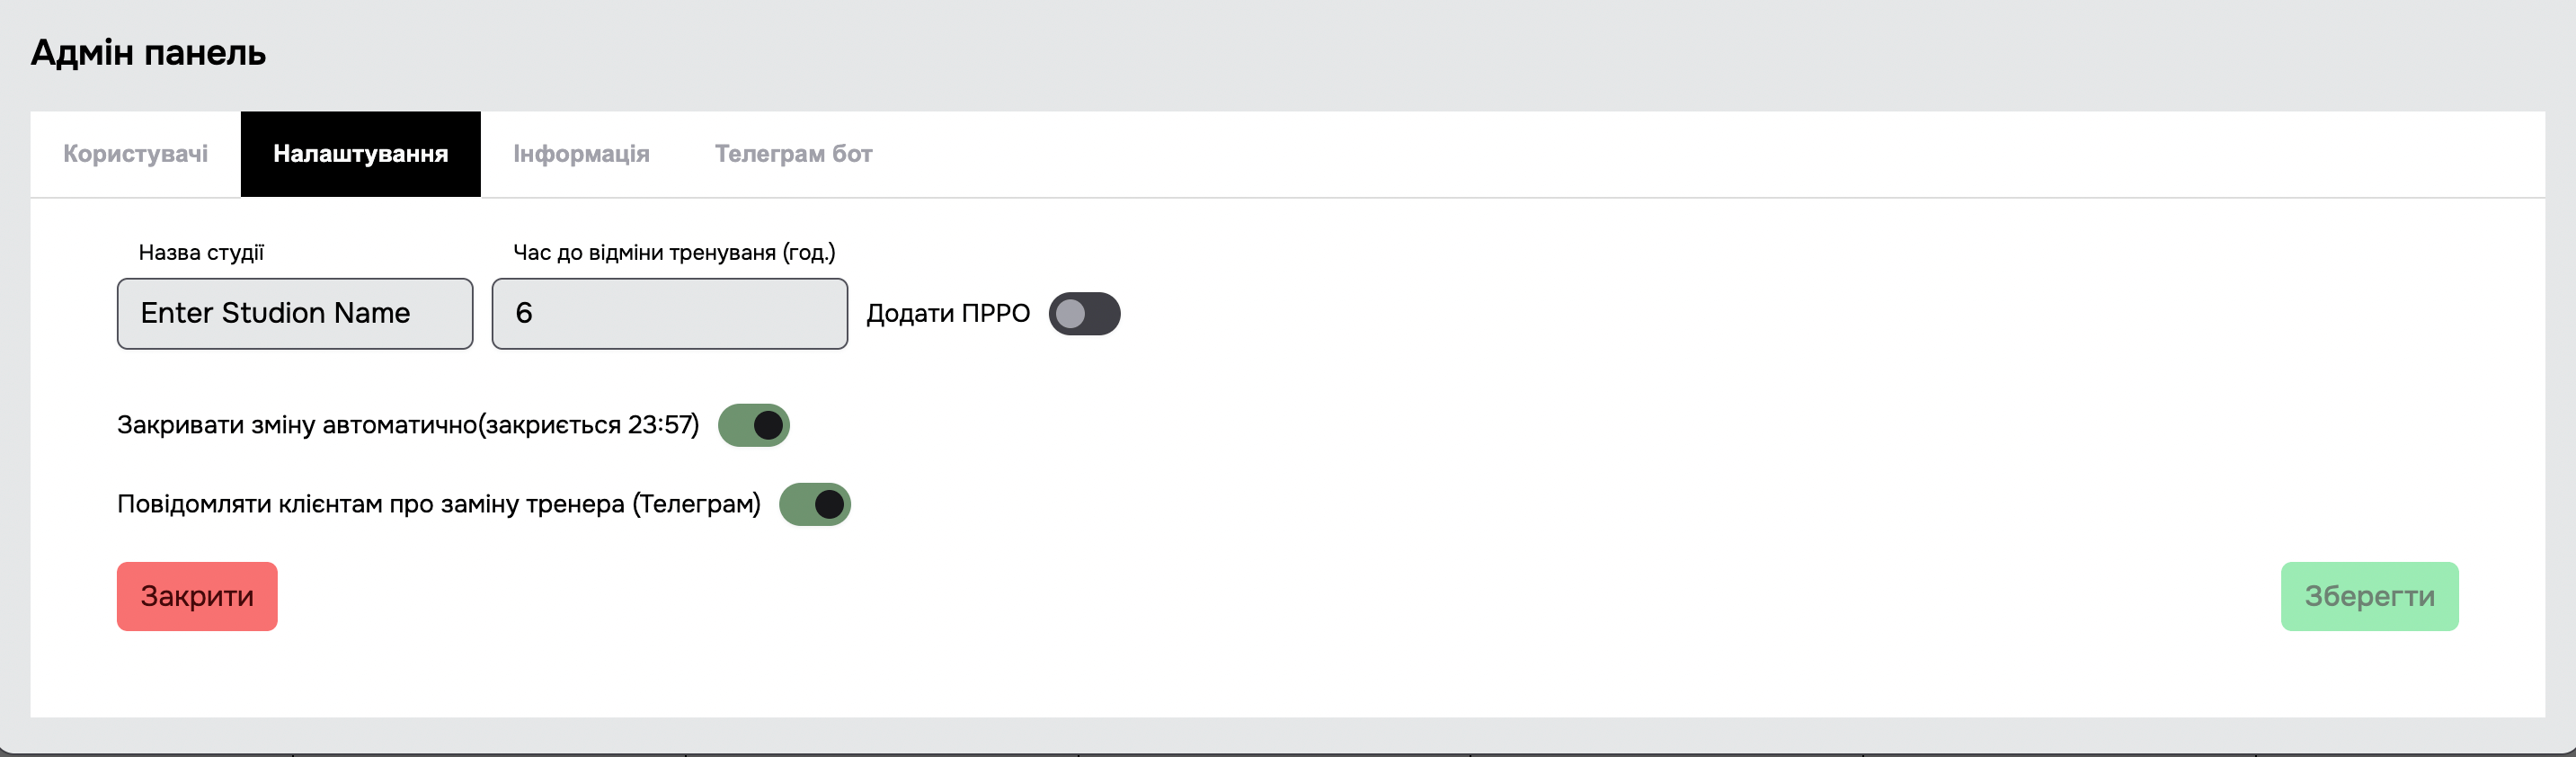 Адмін панель
Користувачі Налаштування Інформація Телеграм бот
Назва студії Час до відміни тренуваня (год.)
Enter Studion Name 6 Додати ПРРО
Закривати зміну автоматично(закриється 23:57)
Повідомляти клієнтам про заміну тренера (Телеграм)
Закрити Зберегти